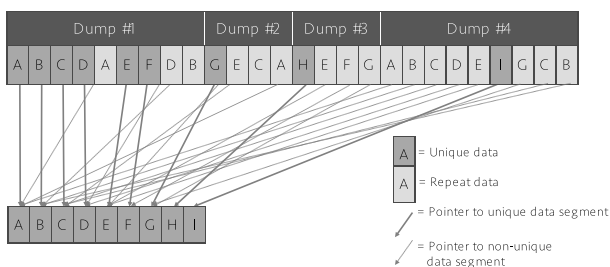 Dump #1 Dump #2 Dump #3 Dump #4
A B C D A E F D B G E C A H E F G A B C D E I G C B
A = Unique data
A = Repeat data
= Pointer to unique data segment
= Pointer to non-unique
data segment
A B C D E F G H I